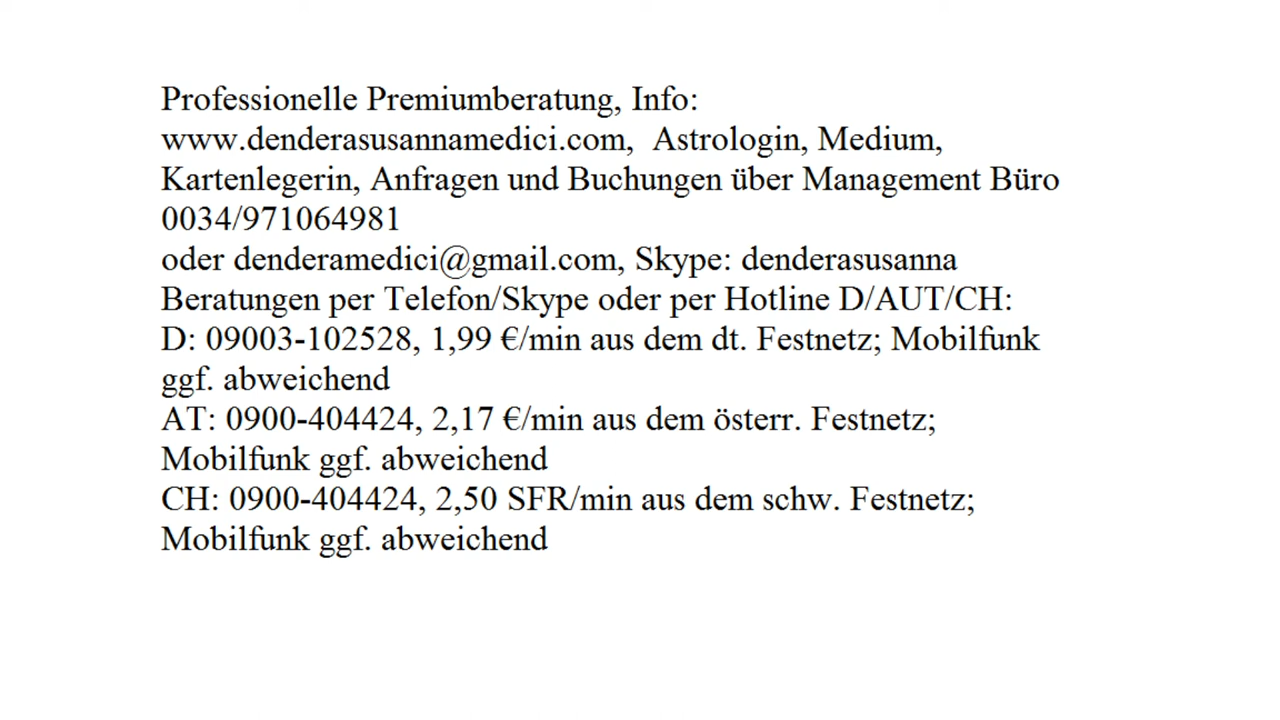 Professionelle Premiumberatung, Info:
www.denderasusannamedici.com,  Astrologin, Medium,
Kartenlegerin, Anfragen und Buchungen über Management Büro
0034/971064981
oder denderamedici@gmail.com, Skype: denderasusanna
Beratungen per Telefon/Skype oder per Hotline D/AUT/CH:
D: 09003-102528, 1,99 €/min aus dem dt. Festnetz; Mobilfunk
ggf. abweichend
AT: 0900-404424, 2,17 €/min aus dem österr. Festnetz;
Mobilfunk ggf. abweichend
CH: 0900-404424, 2,50 SFR/min aus dem schw. Festnetz;
Mobilfunk ggf. abweichend